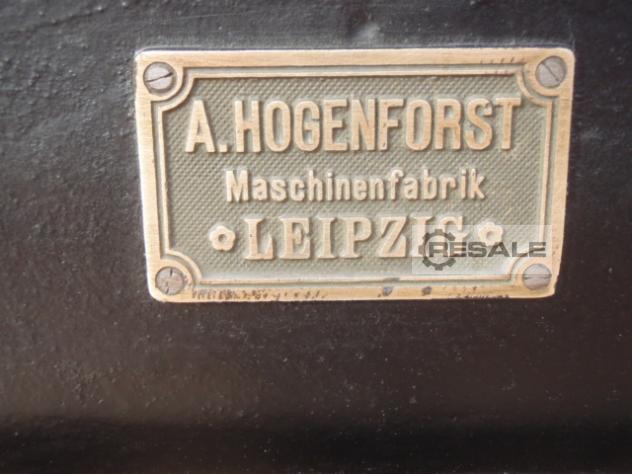 A.HOGENFORST
Maschinenfabrik
LEIPZIG
RESALE